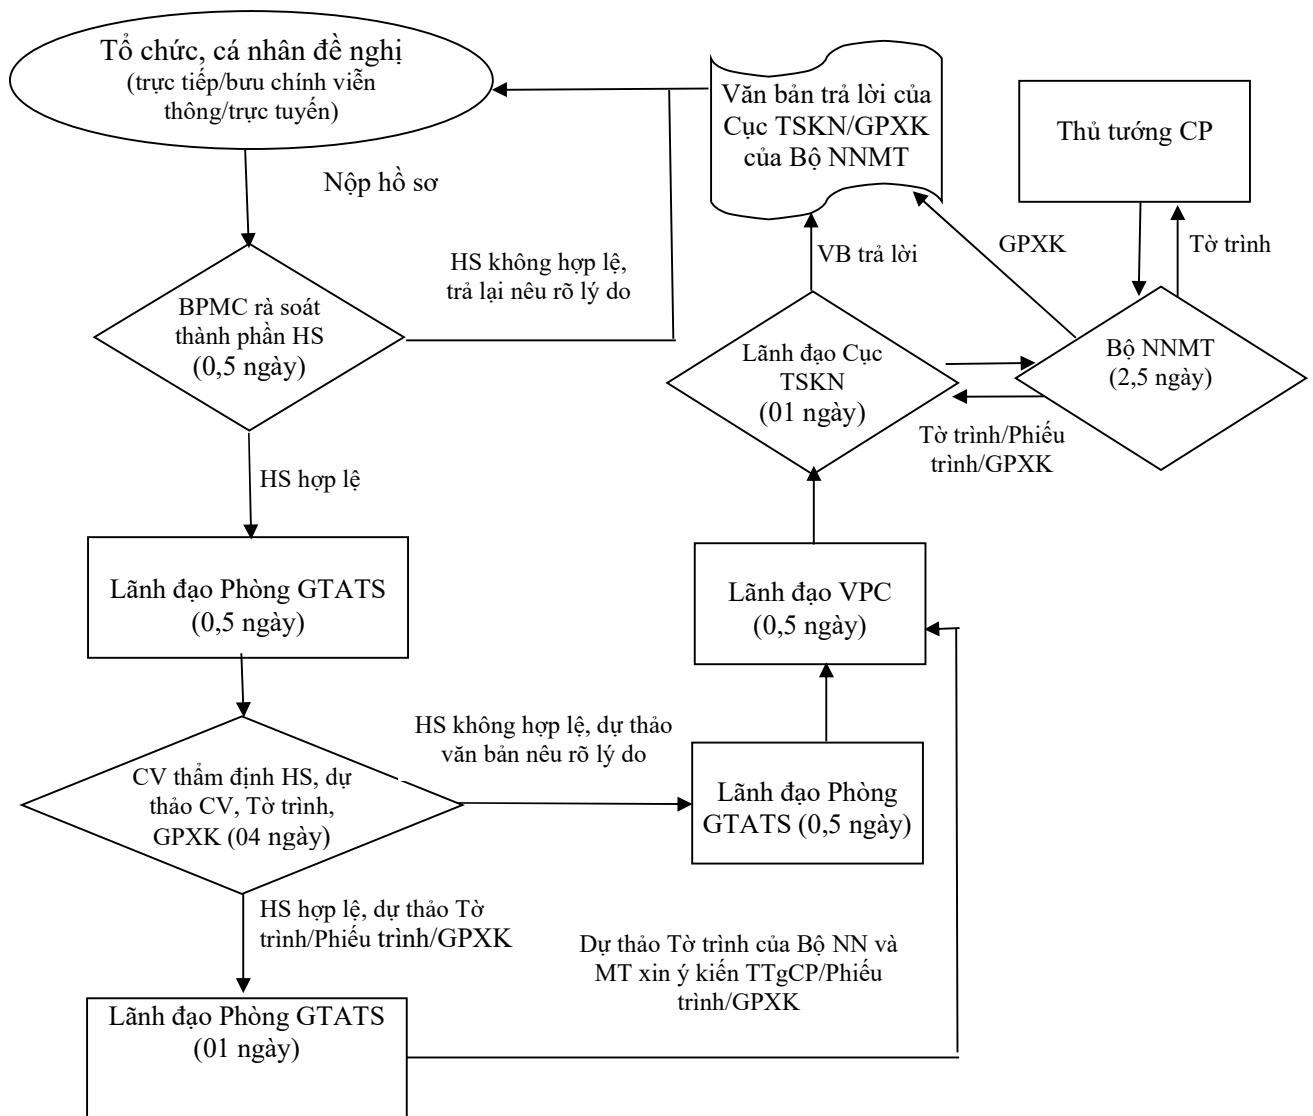 Tổ chức, cá nhân đề nghị
(trực tiếp/bưu chính viễn
thông/trực tuyến)
Văn bản trả lời của
Cục TSKN/GPXK
của Bộ NNMT
Thủ tướng CP
Nộp hồ sơ
HS không hợp lệ,
trả lại nêu rõ lý do
VB trả lời
GPXK
Tờ trình
BPMC rà soát
thành phần HS
(0,5 ngày)
Lãnh đạo Cục
TSKN
(01 ngày)
Bộ NNMT
(2,5 ngày)
Tờ trình/Phiếu
trình/GPXK
HS hợp lệ
Lãnh đạo Phòng GTATS
(0,5 ngày)
Lãnh đạo VPC
(0,5 ngày)
HS không hợp lệ, dự thảo
văn bản nêu rõ lý do
CV thẩm định HS, dự
thảo CV, Tờ trình,
GPXK (04 ngày)
Lãnh đạo Phòng
GTATS (0,5 ngày)
HS hợp lệ, dự thảo Tờ
trình/Phiếu trình/GPXK
Dự thảo Tờ trình của Bộ NN và
MT xin ý kiến TTgCP/Phiếu
trình/GPXK
Lãnh đạo Phòng GTATS
(01 ngày)